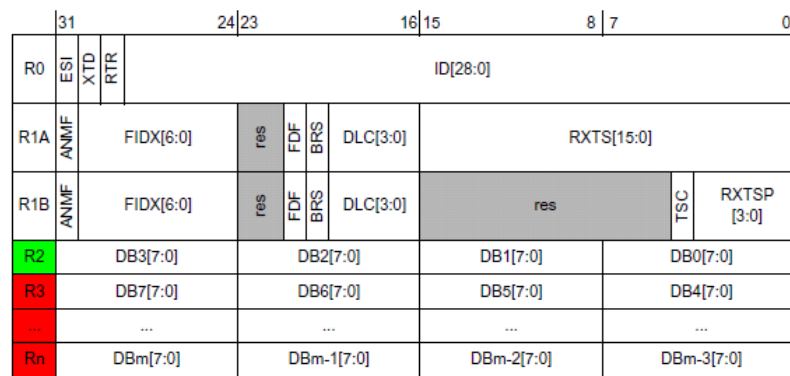 31 24 23 16 15 8 7 0
R0 ESI XTD RTR ID[28:0]
R1A ANMF FIDX[6:0] res FDF BRS DLC[3:0] RXTS[15:0]
R1B ANMF FIDX[6:0] res FDF BRS DLC[3:0] res TSC RXTSP
[3:0]
R2 DB3[7:0] DB2[7:0] DB1[7:0] DB0[7:0]
R3 DB7[7:0] DB6[7:0] DB5[7:0] DB4[7:0]
... ... ... ... ...
Rn DBm[7:0] DBm-1[7:0] DBm-2[7:0] DBm-3[7:0]